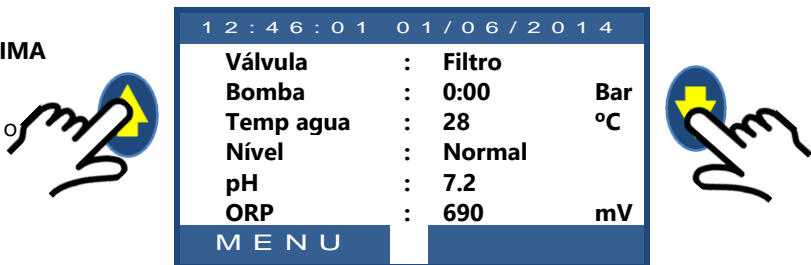 12:46:01 01/06/2014
IMA
Válvula : Filtro
Bomba : 0:00 Bar
Temp agua : 28 ºC
o
Nível : Normal
pH : 7.2
ORP : 690 mV
MENU